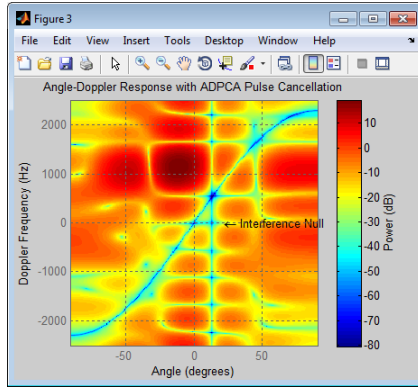 Figure 3
File Edit View Insert Tools Desktop Window Help
Angle-Doppler Response with ADPCA Pulse Cancellation
2000
1000
0
-1000
-2000
Doppler Frequency (Hz)
← Interference Null
-50 0 50
Angle (degrees)
10
0
-10
-20
-30
-40
-50
-60
-70
-80
Power (dB)